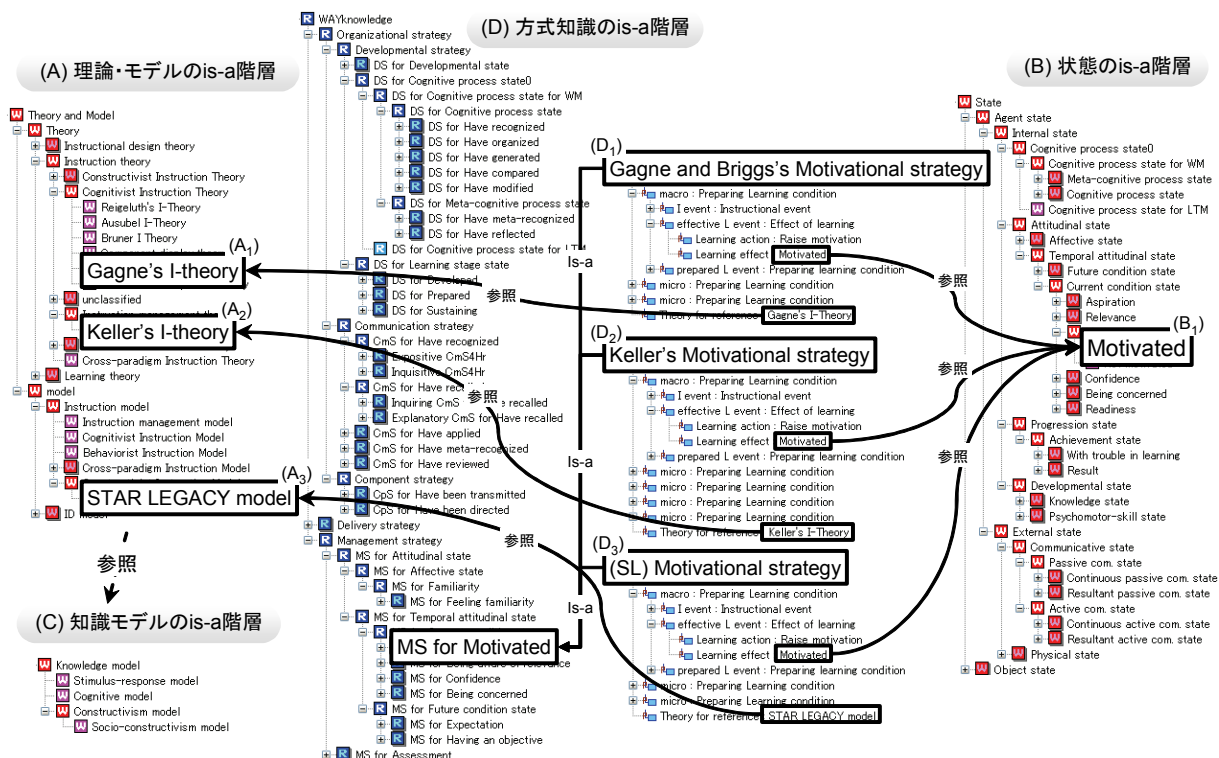 (A) 理論・モデルのis-a階層
Theory and Model
Theory
Instructional design theory
Instruction theory
Constructivist Instruction Theory
Cognitivist Instruction Theory
Reigeluth's I-Theory
Ausubel I-Theory
Bruner I Theory
(A1)
Gagne's I-theory
unclassified
(A2)
Keller's I-theory
Cross-paradigm Instruction Theory
Learning theory
model
Instruction model
Instruction management model
Cognitivist Instruction Model
Behaviorist Instruction Model
Cross-paradigm Instruction Model
(A3)
STAR LEGACY model
ID model
参照
(C) 知識モデルのis-a階層
Knowledge model
Stimulus-response model
Cognitive model
Constructivism model
Socio-constructivism model
(D) 方式知識のis-a階層
WAYknowledge
Organizational strategy
Developmental strategy
DS for Developmental state
DS for Cognitive process state0
DS for Cognitive process state for WM
DS for Cognitive process state
DS for Have recognized
DS for Have organized
DS for Have generated
DS for Have compared
DS for Have modified
DS for Meta-cognitive process state
DS for Have meta-recognized
DS for Have reflected
DS for Cognitive process state for LTM
DS for Learning stage state
DS for Developed
DS for Prepared
DS for Sustaining
Communication strategy
CmS for Have recognized
Expositive CmS4Hr
Inquisitive CmS4Hr
CmS for Have recalled
Inquiring CmS for Have recalled
Explanatory CmS for Have recalled
CmS for Have applied
CmS for Have meta-recognized
CmS for Have reviewed
Component strategy
CpS for Have been transmitted
CpS for Have been directed
Delivery strategy
Management strategy
MS for Attitudinal state
MS for Affective state
MS for Familiarity
MS for Feeling familiarity
MS for Temporal attitudinal state
MS for Motivated
MS for Being aware of relevance
MS for Confidence
MS for Being concerned
MS for Future condition state
MS for Expectation
MS for Having an objective
MS for Assessment
Is-a
Is-a
Is-a
参照
参照
参照
(D1)
Gagne and Briggs's Motivational strategy
macro : Preparing Learning condition
I event : Instructional event
effective L event : Effect of learning
Learning action : Raise motivation
Learning effect : Motivated
prepared L event : Preparing learning condition
micro : Preparing Learning condition
micro : Preparing Learning condition
Theory for reference : Gagne's I-Theory
(D2)
Keller's Motivational strategy
macro : Preparing Learning condition
I event : Instructional event
effective L event : Effect of learning
Learning action : Raise motivation
Learning effect : Motivated
prepared L event : Preparing learning condition
micro : Preparing Learning condition
micro : Preparing Learning condition
micro : Preparing Learning condition
micro : Preparing Learning condition
Theory for reference : Keller's I-Theory
(D3)
(SL) Motivational strategy
macro : Preparing Learning condition
I event : Instructional event
effective L event : Effect of learning
Learning action : Raise motivation
Learning effect : Motivated
prepared L event : Preparing learning condition
micro : Preparing Learning condition
micro : Preparing Learning condition
Theory for reference : STAR LEGACY model
参照
参照
参照
(B) 状態のis-a階層
State
Agent state
Internal state
Cognitive process state0
Cognitive process state for WM
Meta-cognitive process state
Cognitive process state
Cognitive process state for LTM
Attitudinal state
Affective state
Temporal attitudinal state
Future condition state
Current condition state
Aspiration
Relevance
(B1)
Motivated
Confidence
Being concerned
Readiness
Progression state
Achievement state
With trouble in learning
Result
Developmental state
Knowledge state
Psychomotor-skill state
External state
Communicative state
Passive com. state
Continuous passive com. state
Resultant passive com. state
Active com. state
Continuous active com. state
Resultant active com. state
Physical state
Object state